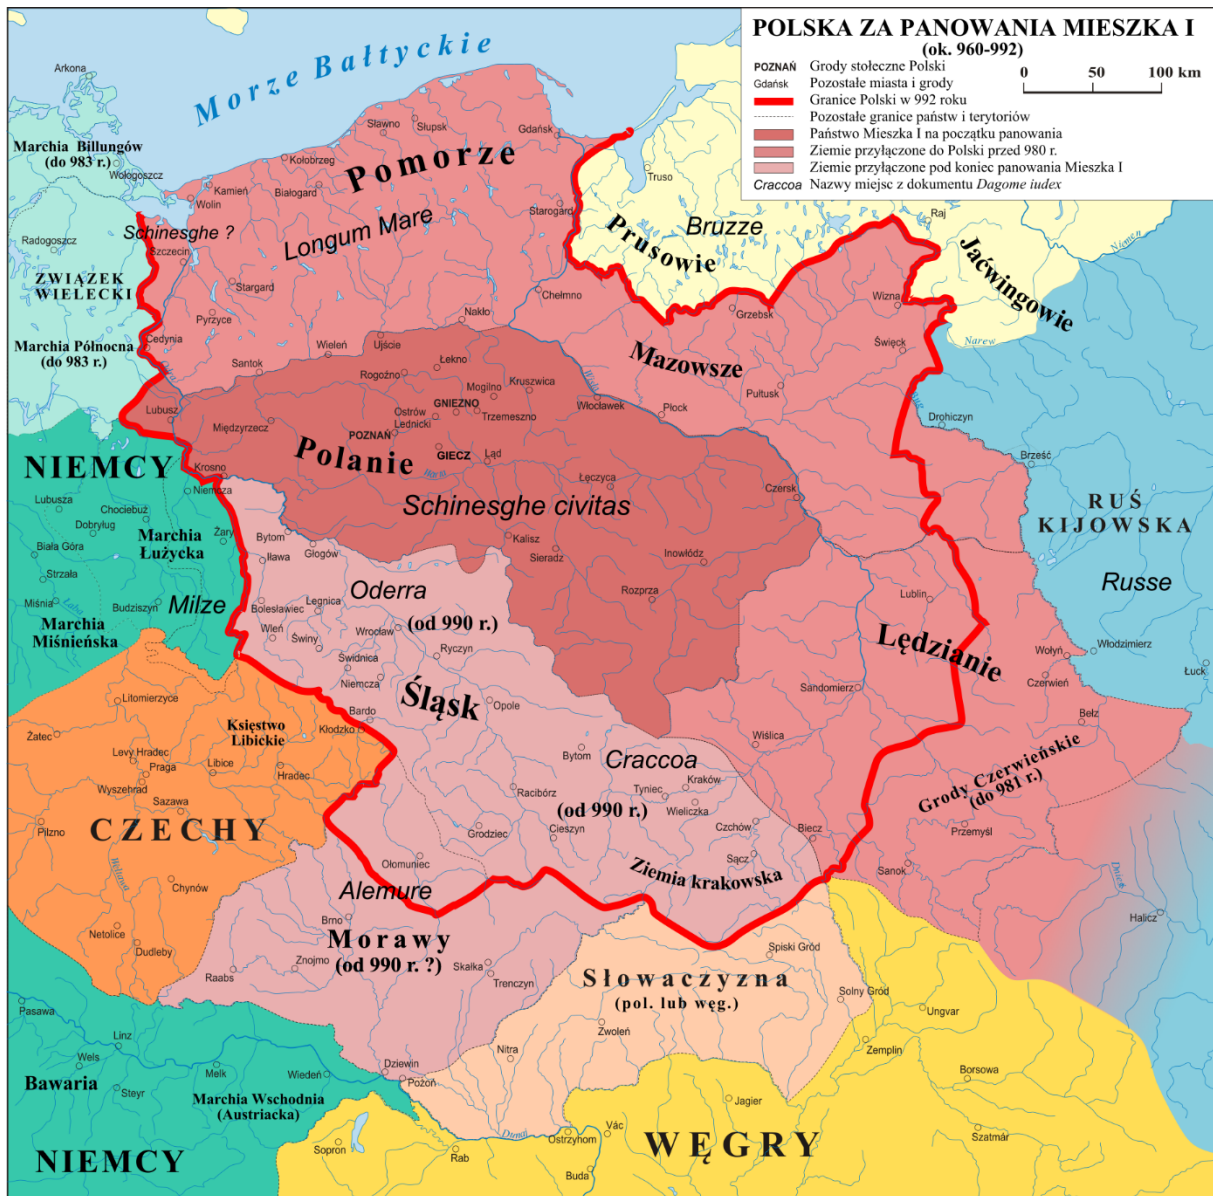 POLSKA ZA PANOWANIA MIESZKA I
(ok. 960-992)
POZNAŃ Grody stołeczne Polski
Gdańsk Pozostałe miasta i grody
Granice Polski w 992 roku
Pozostałe granice państw i terytoriów
Państwo Mieszka I na początku panowania
Ziemie przyłączone do Polski przed 980 r.
Ziemie przyłączone pod koniec panowania Mieszka I
Craccoa Nazwy miejsc z dokumentu Dagome iudex
0 50 100 km
Morze Bałtyckie
Arkona
Marchia Billungów
(do 983 r.)
Wołogoszcz
Radogoszcz
ZWIĄZEK
WIELECKI
Marchia Północna
(do 983 r.)
Sławno
Słupsk
Gdańsk
Kołobrzeg
Pomorze
Białogard
Kamień
Wolin
Longum Mare
Starogard
Schinesghe ?
Szczecin
Stargard
Pyrzyce
Cedynia
Santok
Wieleń
Ujście
Nakło
Chełmno
Odra
Lubusz
Truso
Prusowie
Bruzze
Raj
Jaćwingowie
Niemen
Wizna
Grzebsk
Święck
Narew
Mazowsze
Pułtusk
Płock
Bug
Drohiczyn
Brześć
Wisła
Włocławek
Łekno
Rogoźno
Mogilno
Kruszwica
GNIEZNO
Ostrów
Lednicki
Trzemeszno
Międzyrzecz
POZNAŃ
Polanie
GIECZ
Ląd
Warta
Łęczyca
Czersk
Schinesghe civitas
Kalisz
Sieradz
Inowłódz
Rozprza
Krosno
NIEMCY
Niemcza
Lubusza
Chociebuż
Dobryług
Marchia
Łużycka
Żary
Biała Góra
Strzała
Miśnia
Łaba
Budziszyn
Milze
Marchia
Miśnieńska
Bytom
Głogów
Iława
Oderra
(od 990 r.)
Bolesławiec
Legnica
Wrocław
Wleń
Świny
Ryczyn
Świdnica
Niemcza
Śląsk
Opole
Bardo
Kłodzko
Bytom
Craccoa
(od 990 r.)
Kraków
Tyniec
Wieliczka
Racibórz
Grodziec
Cieszyn
Czchów
Biecz
Sącz
Ziemia krakowska
Lublin
Lędzianie
Sandomierz
Wiślica
RUŚ
KIJOWSKA
Russe
Włodzimierz
Wołyń
Czerwień
Łuck
Bełz
Grody Czerwieńskie
(do 981 r.)
Przemyśl
Sanok
Dniestr
Halicz
Litomierzyce
Żatec
Księstwo
Libickie
Levy Hradec
Praga
Libice
Hradec
Wyszehrad
Sazawa
Pilzno
CZECHY
Wełtawa
Chynów
Netolice
Dudleby
Ołomuniec
Alemure
Brno
Morawy
(od 990 r. ?)
Znojmo
Raabs
Skałka
Trenczyn
Spiski Gród
Słowaczyzna
(pol. lub węg.)
Solny Gród
Zwoleń
Ungvar
Zemplin
Nitra
Dziewin
Pożoń
Borsowa
Pasawa
Linz
Wels
Bawaria
Steyr
Melk
Wiedeń
Marchia Wschodnia
(Austriacka)
NIEMCY
Sopron
Rab
Dunaj
Ostrzyhom
Vác
Buda
Jagier
WĘGRY
Szatmár